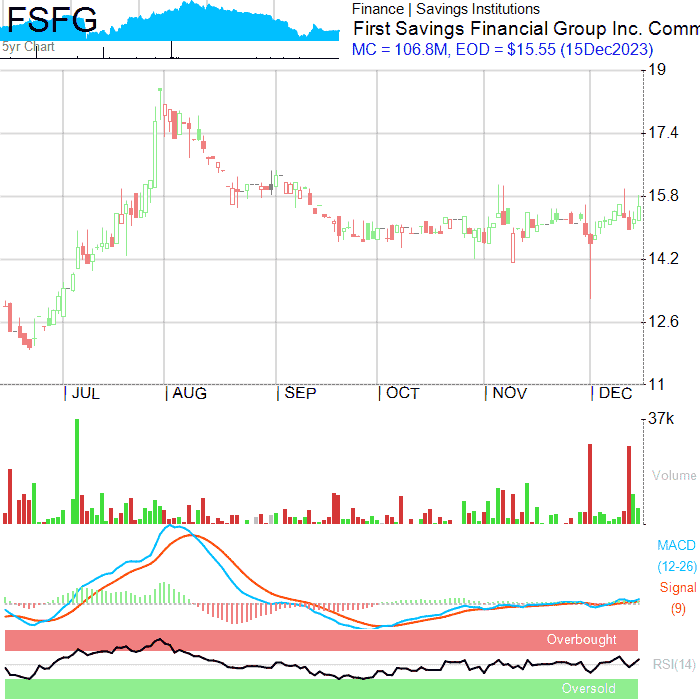 FSFG
5yr Chart
Finance | Savings Institutions
First Savings Financial Group Inc. Comm
MC = 106.8M, EOD = $15.55 (15Dec2023)
19
17.4
15.8
14.2
12.6
11
JUL AUG SEP OCT NOV DEC
37k
Volume
MACD
(12-26)
Signal
(9)
Overbought
RSI(14)
Oversold